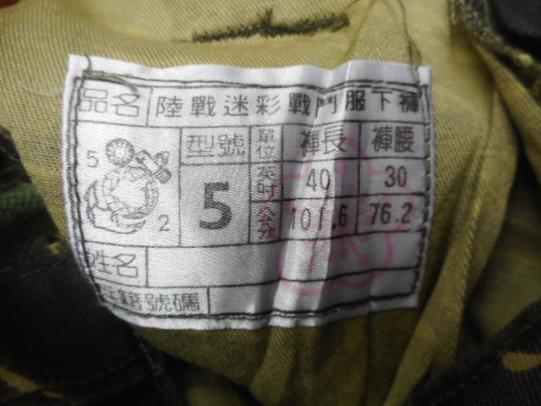 品名 陸戰迷彩戰鬥服下褲
5 2
型號 單位 褲長 褲腰
5 英吋 40 30
公分 101.6 76.2
姓名
兵籍號碼